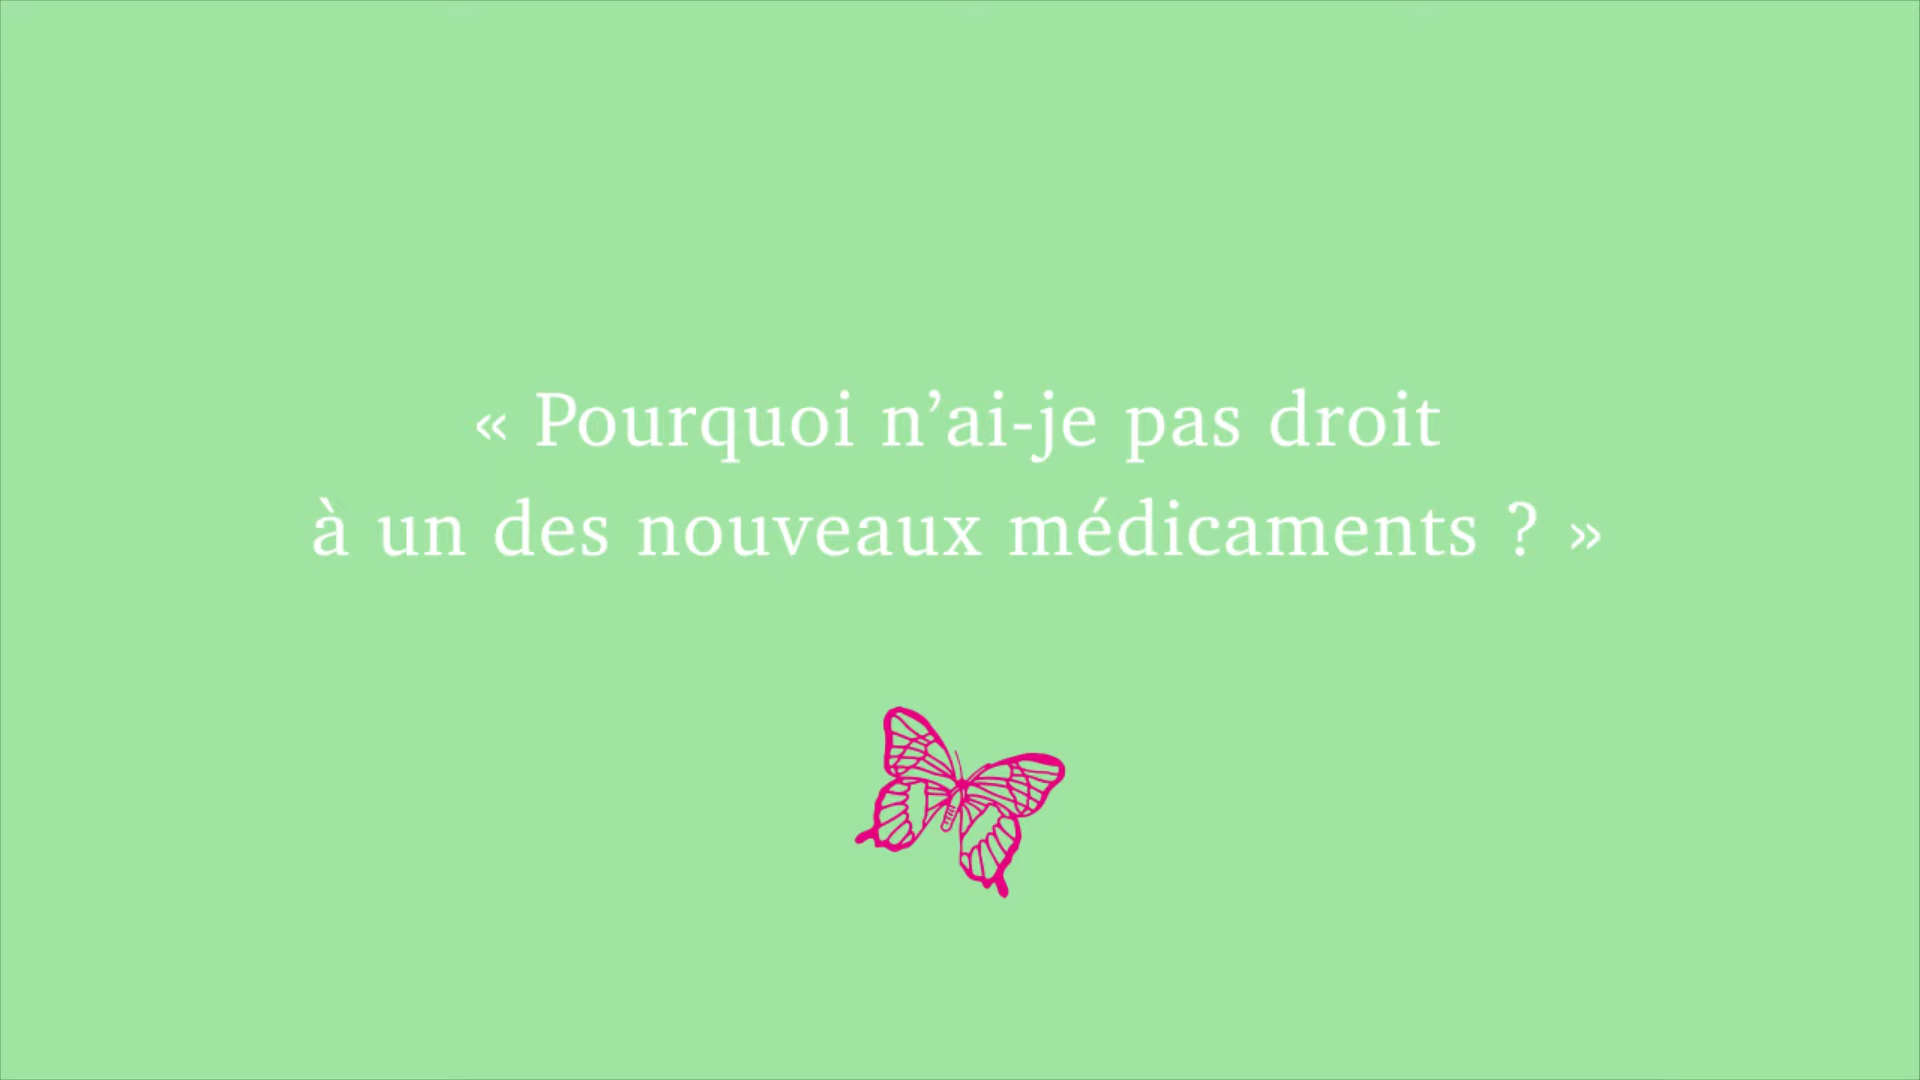 « Pourquoi n’ai-je pas droit
à un des nouveaux médicaments ? »